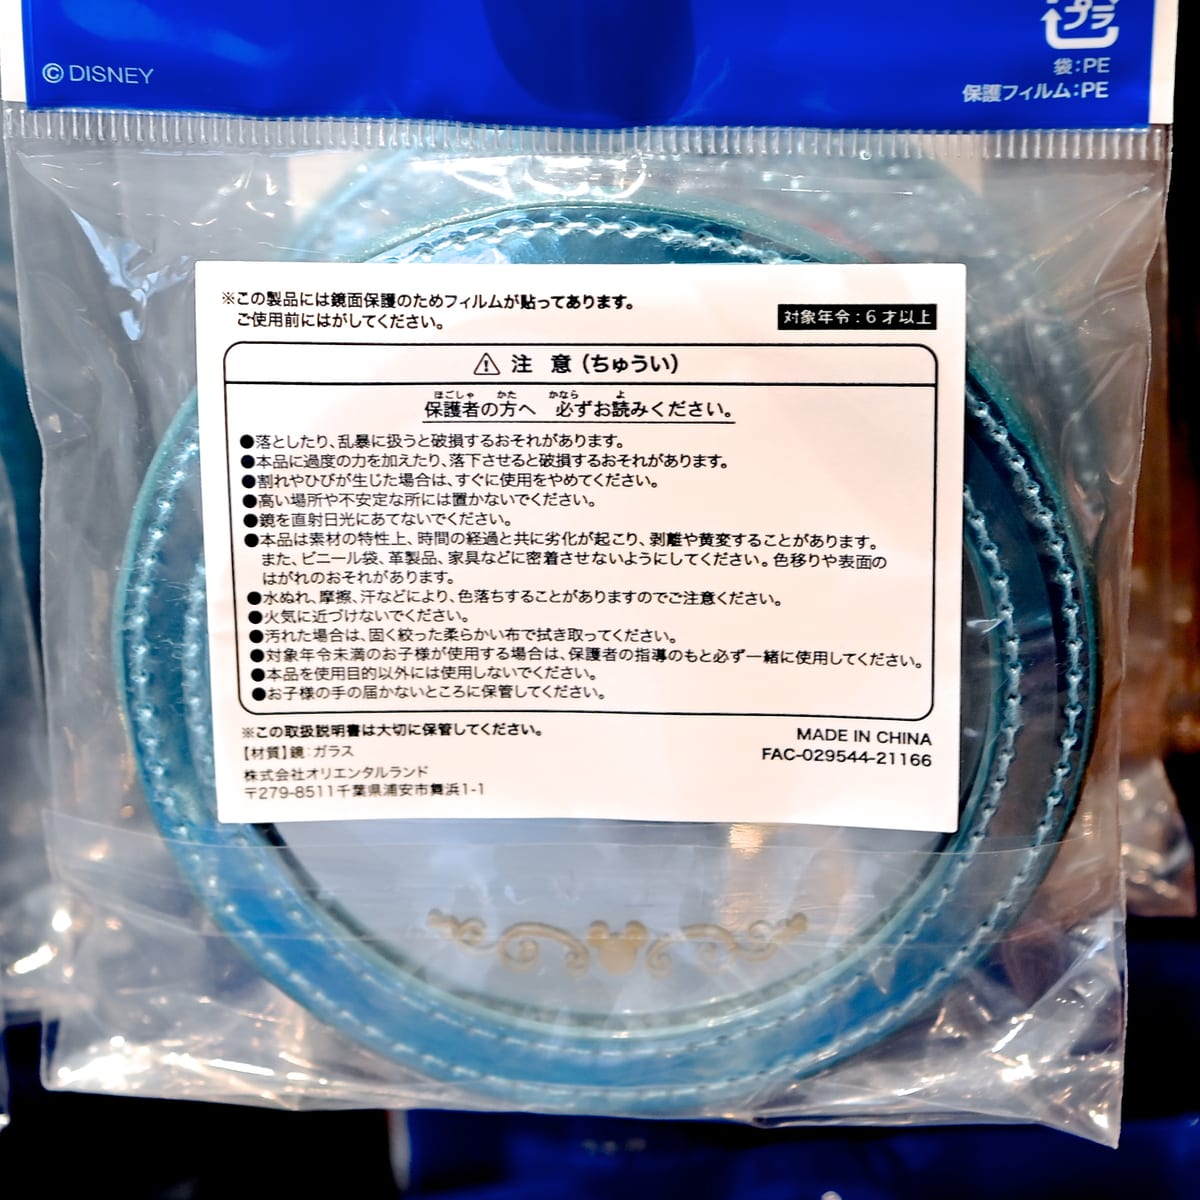 © DISNEY
プラ
袋:PE
保護フィルム:PE
※この製品には鏡面保護のためフィルムが貼ってあります。
ご使用前にはがしてください。
対象年令:6才以上
⚠ 注 意(ちゅうい)
ほごしゃ かた かなら よ
保護者の方へ 必ずお読みください。
●落としたり、乱暴に扱うと破損するおそれがあります。
●本品に過度の力を加えたり、落下させると破損するおそれがあります。
●割れやひびが生じた場合は、すぐに使用をやめてください。
●高い場所や不安定な所には置かないでください。
●鏡を直射日光にあてないでください。
●本品は素材の特性上、時間の経過と共に劣化が起こり、剥離や黄変することがあります。
また、ビニール袋、革製品、家具などに密着させないようにしてください。色移りや表面の
はがれのおそれがあります。
●水ぬれ、摩擦、汗などにより、色落ちすることがありますのでご注意ください。
●火気に近づけないでください。
●汚れた場合は、固く絞った柔らかい布で拭き取ってください。
●対象年令未満のお子様が使用する場合は、保護者の指導のもと必ず一緒に使用してください。
●本品を使用目的以外には使用しないでください。
●お子様の手の届かないところに保管してください。
※この取扱説明書は大切に保管してください。
【材質】鏡:ガラス
株式会社オリエンタルランド
〒279-8511千葉県浦安市舞浜1-1
MADE IN CHINA
FAC-029544-21166